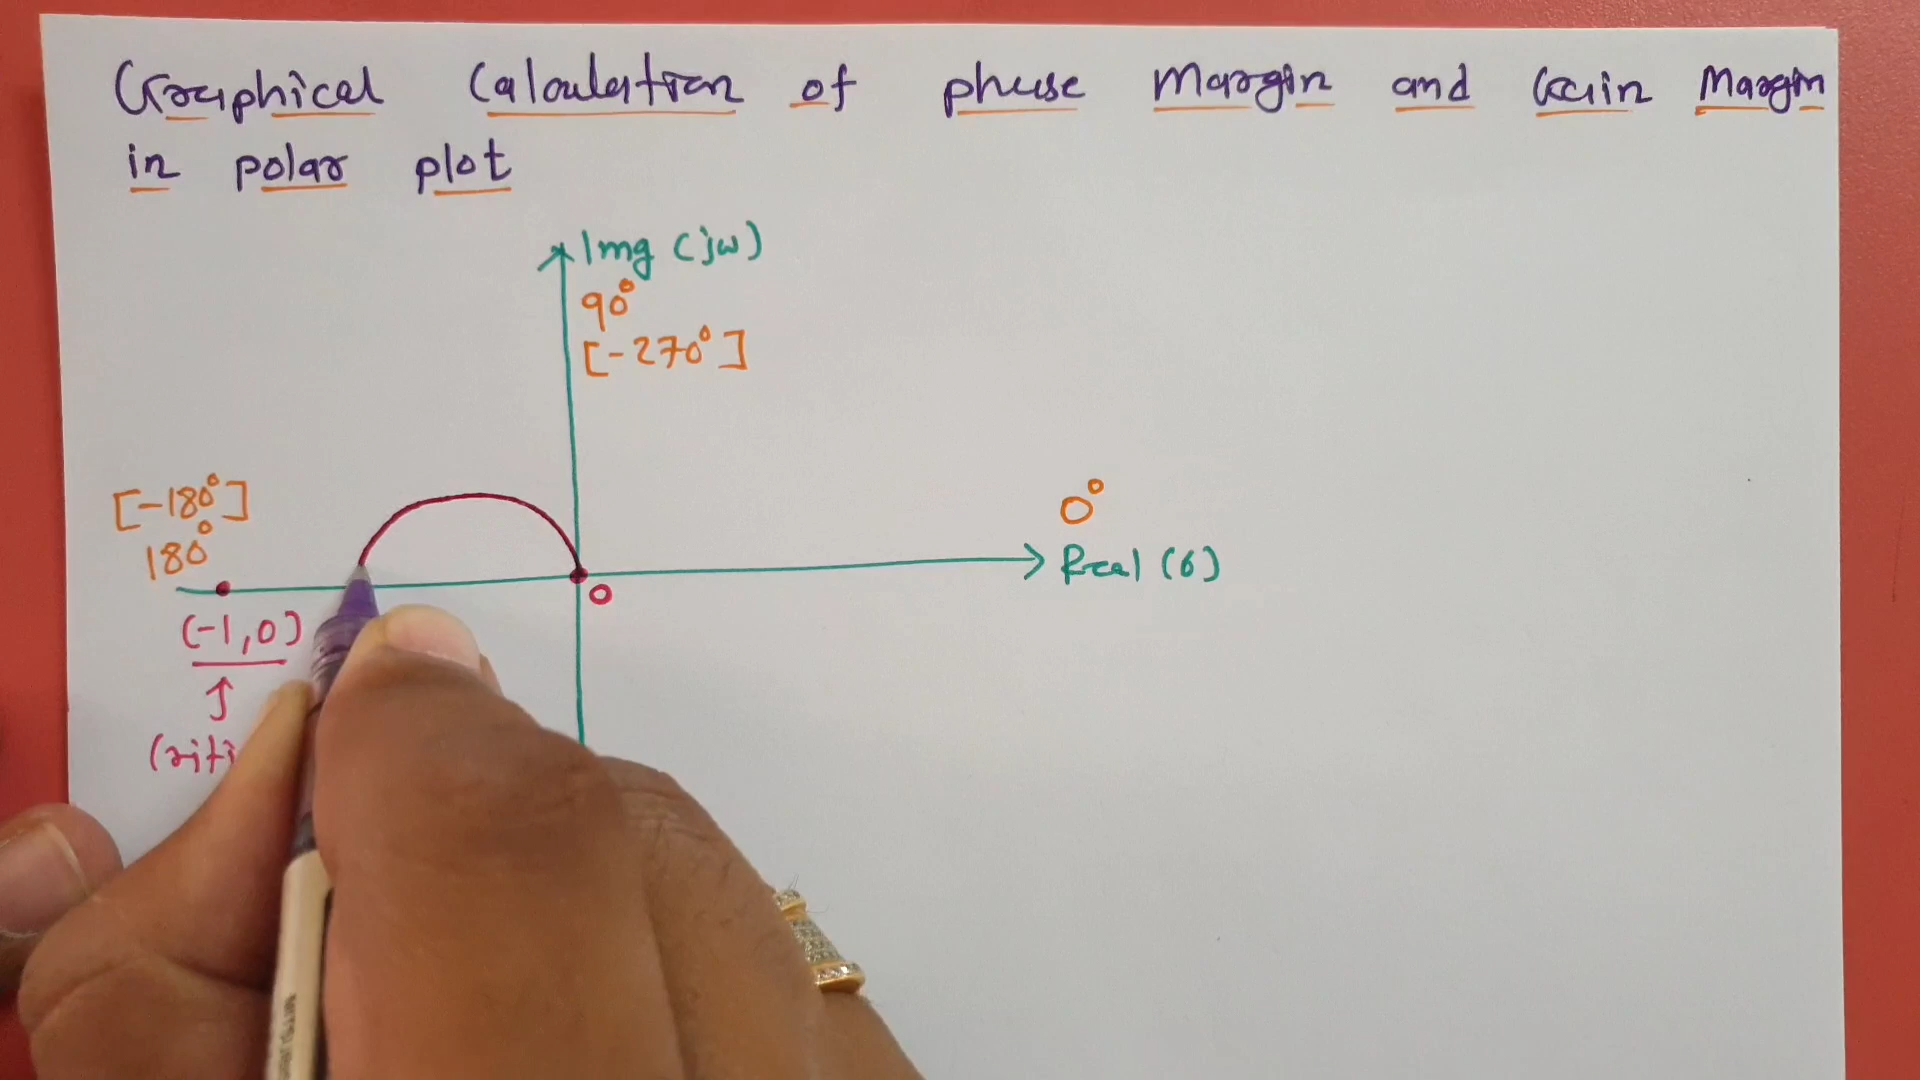 Graphical Calculation of phase Margin and Gain Margin
in polar plot
Img (jω)
90°
[-270°]
[-180°]
180°
0°
Real (σ)
(-1,0)
0
Criti